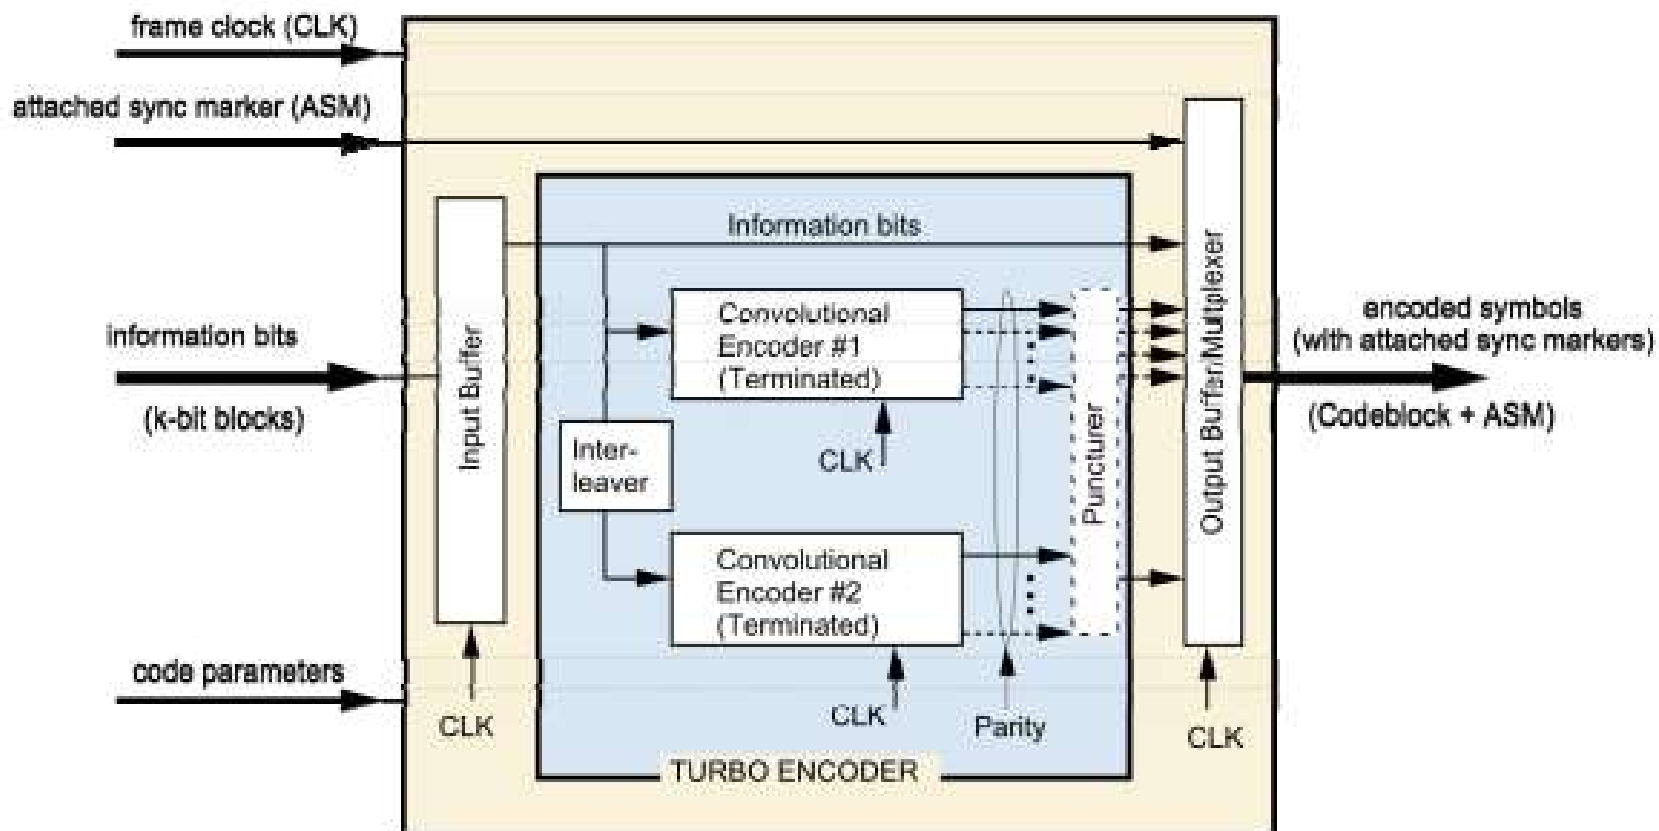 frame clock (CLK)
attached sync marker (ASM)
information bits
(k-bit blocks)
code parameters
Input Buffer
CLK
Information bits
Convolutional
Encoder #1
(Terminated)
CLK
Inter-
leaver
Convolutional
Encoder #2
(Terminated)
CLK
Parity
Puncturer
TURBO ENCODER
Output Buffer/Multplexer
CLK
encoded symbols
(with attached sync markers)
(Codeblock + ASM)